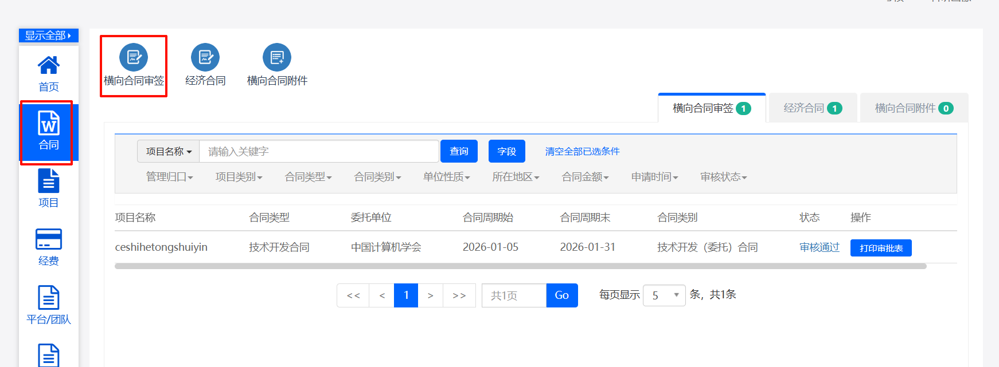 显示全部
首页
合同
项目
经费
平台/团队
横向合同审签
经济合同
横向合同附件
横向合同审签 1
经济合同 1
横向合同附件 0
项目名称 请输入关键字 查询 字段 清空全部已选条件
管理归口 项目类别 合同类型 合同类别 单位性质 所在地区 合同金额 申请时间 审核状态
项目名称 合同类型 委托单位 合同周期始 合同周期末 合同类别 状态 操作
ceshihetongshuiyin 技术开发合同 中国计算机学会 2026-01-05 2026-01-31 技术开发（委托）合同 审核通过 打印审批表
<< < 1 > >> 共1页 Go 每页显示 5 条，共1条